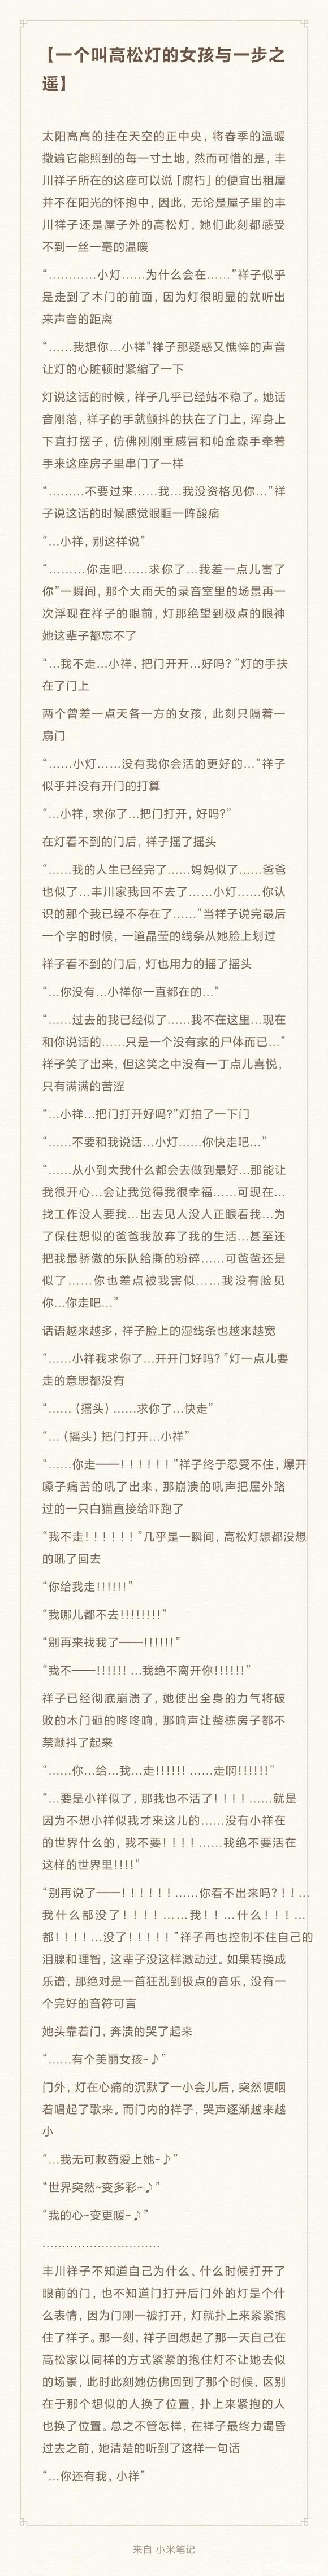 【一个叫高松灯的女孩与一步之
遥】
太阳高高的挂在天空的正中央，将春季的温暖
撒遍它能照到的每一寸土地，然而可惜的是，丰
川祥子所在的这座可以说「腐朽」的便宜出租屋
并不在阳光的怀抱中，因此，无论是屋子里的丰
川祥子还是屋子外的高松灯，她们此刻都感受
不到一丝一毫的温暖
“…………小灯……为什么会在……”祥子似乎
是走到了木门的前面，因为灯很明显的就听出
来声音的距离
“……我想你…小祥”祥子那疑惑又憔悴的声音
让灯的心脏顿时紧缩了一下
灯说这话的时候，祥子几乎已经站不稳了。她话
音刚落，祥子的手就颤抖的扶在了门上，浑身上
下直打摆子，仿佛刚刚重感冒和帕金森手牵着
手来这座房子里串门了一样
“………不要过来……我…我没资格见你…”祥
子说这话的时候感觉眼眶一阵酸痛
“…小祥，别这样说”
“………你走吧……求你了…我差一点儿害了
你”一瞬间，那个大雨天的录音室里的场景再一
次浮现在祥子的眼前，灯那绝望到极点的眼神
她这辈子都忘不了
“…我不走…小祥，把门开开…好吗？”灯的手扶
在了门上
两个曾差一点天各一方的女孩，此刻只隔着一
扇门
“……小灯……没有我你会活的更好的…”祥子
似乎并没有开门的打算
“…小祥，求你了…把门打开，好吗?”
在灯看不到的门后，祥子摇了摇头
“……我的人生已经完了……妈妈似了……爸爸
也似了…丰川家我回不去了……小灯……你认
识的那个我已经不存在了……”当祥子说完最后
一个字的时候，一道晶莹的线条从她脸上划过
祥子看不到的门后，灯也用力的摇了摇头
“…你没有…小祥你一直都在的…”
“……过去的我已经似了……我不在这里…现在
和你说话的……只是一个没有家的尸体而已…”
祥子笑了出来，但这笑之中没有一丁点儿喜悦，
只有满满的苦涩
“…小祥…把门打开好吗?”灯拍了一下门
“……不要和我说话…小灯……你快走吧…”
“……从小到大我什么都会去做到最好…那能让
我很开心…会让我觉得我很幸福……可现在…
找工作没人要我…出去见人没人正眼看我…为
了保住想似的爸爸我放弃了我的生活…甚至还
把我最骄傲的乐队给撕的粉碎……可爸爸还是
似了……你也差点被我害似……我没有脸见
你…你走吧…”
话语越来越多，祥子脸上的湿线条也越来越宽
“……小祥我求你了…开开门好吗？”灯一点儿要
走的意思都没有
“……（摇头）……求你了…快走”
“…（摇头）把门打开…小祥”
“……你走——！！！！！！”祥子终于忍受不住，爆开
嗓子痛苦的吼了出来，那崩溃的吼声把屋外路
过的一只白猫直接给吓跑了
“我不走！！！！！！”几乎是一瞬间，高松灯想都没想
的吼了回去
“你给我走!!!!!!”
“我哪儿都不去!!!!!!!!”
“别再来找我了——!!!!!!”
“我不——!!!!!! …我绝不离开你!!!!!!”
祥子已经彻底崩溃了，她使出全身的力气将破
败的木门砸的咚咚响，那响声让整栋房子都不
禁颤抖了起来
“……你…给…我…走!!!!!! ……走啊!!!!!!”
“…要是小祥似了，那我也不活了！！！！……就是
因为不想小祥似我才来这儿的……没有小祥在
的世界什么的，我不要！！！！……我绝不要活在
这样的世界里!!!!”
“别再说了——！！！！！！……你看不出来吗?！！…
我什么都没了！！！！……我！！…什么！！！…
都！！！！…没了！！！！！”祥子再也控制不住自己的
泪腺和理智，这辈子没这样激动过。如果转换成
乐谱，那绝对是一首狂乱到极点的音乐，没有一
个完好的音符可言
她头靠着门，奔溃的哭了起来
“……有个美丽女孩~♪”
门外，灯在心痛的沉默了一小会儿后，突然哽咽
着唱起了歌来。而门内的祥子，哭声逐渐越来越
小
“…我无可救药爱上她~♪”
“世界突然~变多彩~♪”
“我的心~变更暖~♪”
…………………………
丰川祥子不知道自己为什么、什么时候打开了
眼前的门，也不知道门打开后门外的灯是个什
么表情，因为门刚一被打开，灯就扑上来紧紧抱
住了祥子。那一刻，祥子回想起了那一天自己在
高松家以同样的方式紧紧的抱住灯不让她去似
的场景，此时此刻她仿佛回到了那个时候，区别
在于那个想似的人换了位置，扑上来紧抱的人
也换了位置。总之不管怎样，在祥子最终力竭昏
过去之前，她清楚的听到了这样一句话
“…你还有我，小祥”
来自 小米笔记